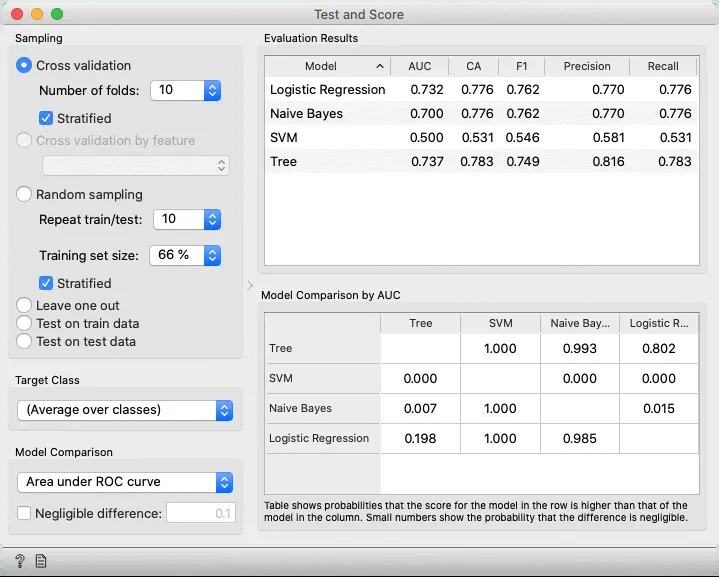 Test and Score
Sampling
Cross validation
Number of folds: 10
Stratified
Cross validation by feature
Random sampling
Repeat train/test: 10
Training set size: 66 %
Stratified
Leave one out
Test on train data
Test on test data
Target Class
(Average over classes)
Model Comparison
Area under ROC curve
Negligible difference: 0.1
Evaluation Results
Model AUC CA F1 Precision Recall
Logistic Regression 0.732 0.776 0.762 0.770 0.776
Naive Bayes 0.700 0.776 0.762 0.770 0.776
SVM 0.500 0.531 0.546 0.581 0.531
Tree 0.737 0.783 0.749 0.816 0.783
Model Comparison by AUC
Tree SVM Naive Bay... Logistic R...
Tree 1.000 0.993 0.802
SVM 0.000 0.000 0.000
Naive Bayes 0.007 1.000 0.015
Logistic Regression 0.198 1.000 0.985
Table shows probabilities that the score for the model in the row is higher than that of the
model in the column. Small numbers show the probability that the difference is negligible.
?